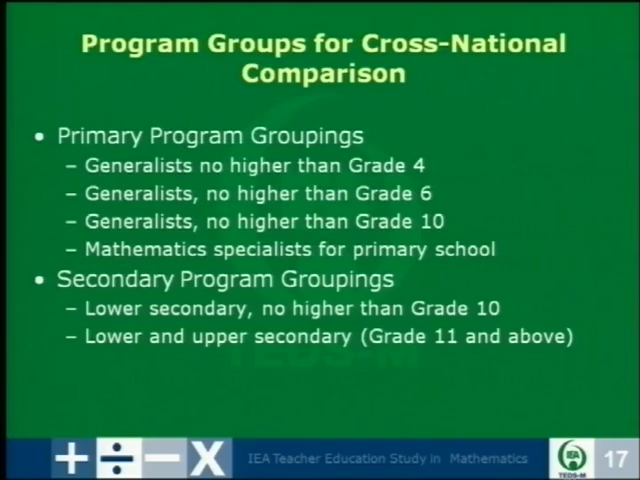 Program Groups for Cross-National
Comparison
• Primary Program Groupings
– Generalists no higher than Grade 4
– Generalists, no higher than Grade 6
– Generalists, no higher than Grade 10
– Mathematics specialists for primary school
• Secondary Program Groupings
– Lower secondary, no higher than Grade 10
– Lower and upper secondary (Grade 11 and above)
TEDS-M
+ ÷ − X
IEA Teacher Education Study in Mathematics
IEA
TEDS-M
17